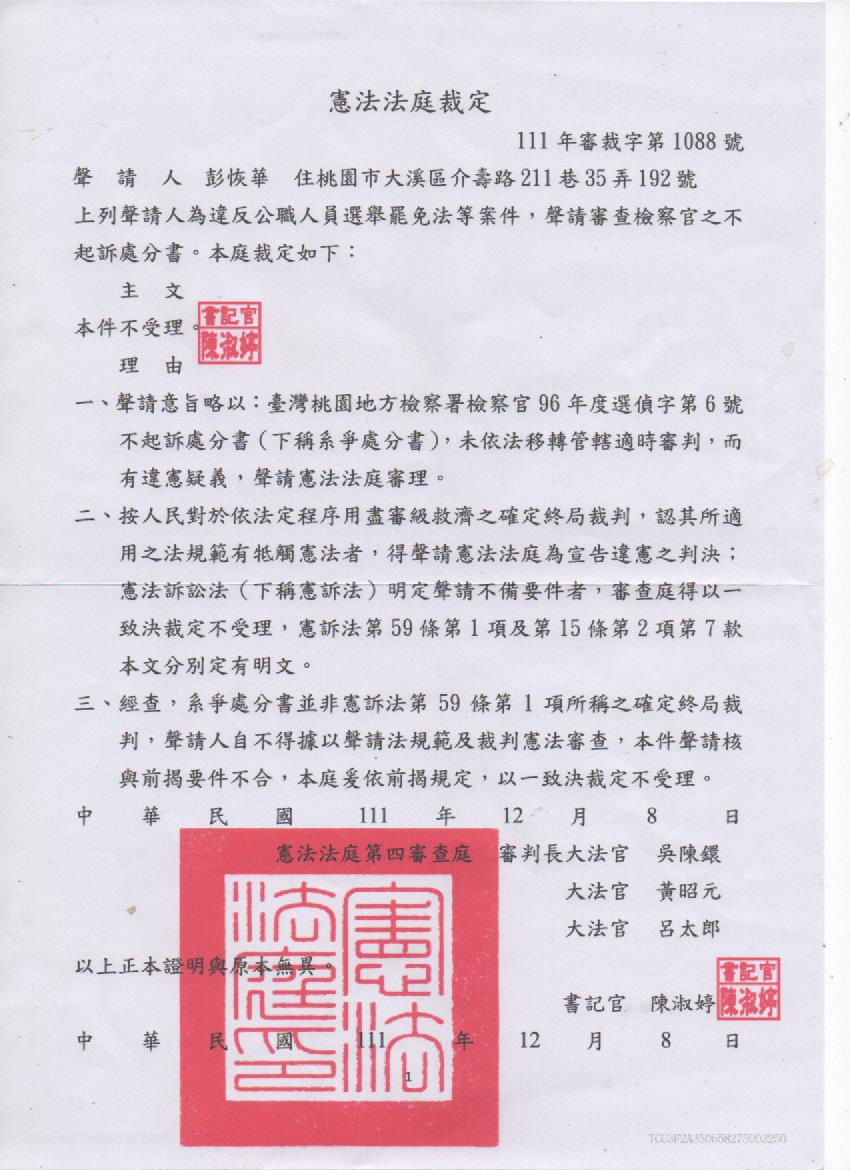 憲法法庭裁定
111 年審裁字第 1088 號
聲 請 人 彭恢華 住桃園市大溪區介壽路 211 巷 35 弄 192 號
上列聲請人為違反公職人員選舉罷免法等案件，聲請審查檢察官之不
起訴處分書。本庭裁定如下：
主 文
本件不受理。
書記官
陳淑婷
理 由
一、聲請意旨略以：臺灣桃園地方檢察署檢察官 96 年度選偵字第 6 號
不起訴處分書（下稱系爭處分書），未依法移轉管轄適時審判，而
有違憲疑義，聲請憲法法庭審理。
二、按人民對於依法定程序用盡審級救濟之確定終局裁判，認其所適
用之法規範有牴觸憲法者，得聲請憲法法庭為宣告違憲之判決；
憲法訴訟法（下稱憲訴法）明定聲請不備要件者，審查庭得以一
致決裁定不受理，憲訴法第 59 條第 1 項及第 15 條第 2 項第 7 款
本文分別定有明文。
三、經查，系爭處分書並非憲訴法第 59 條第 1 項所稱之確定終局裁
判，聲請人自不得據以聲請法規範及裁判憲法審查，本件聲請核
與前揭要件不合，本庭爰依前揭規定，以一致決裁定不受理。
中 華 民 國 111 年 12 月 8 日
憲法法庭第四審查庭 審判長大法官 吳陳鐶
大法官 黃昭元
大法官 呂太郎
以上正本證明與原本無異。
書記官 陳淑婷
書記官
陳淑婷
中 華 民 國 111 年 12 月 8 日
憲法
法庭印
1
TCC3F2A350658275003250